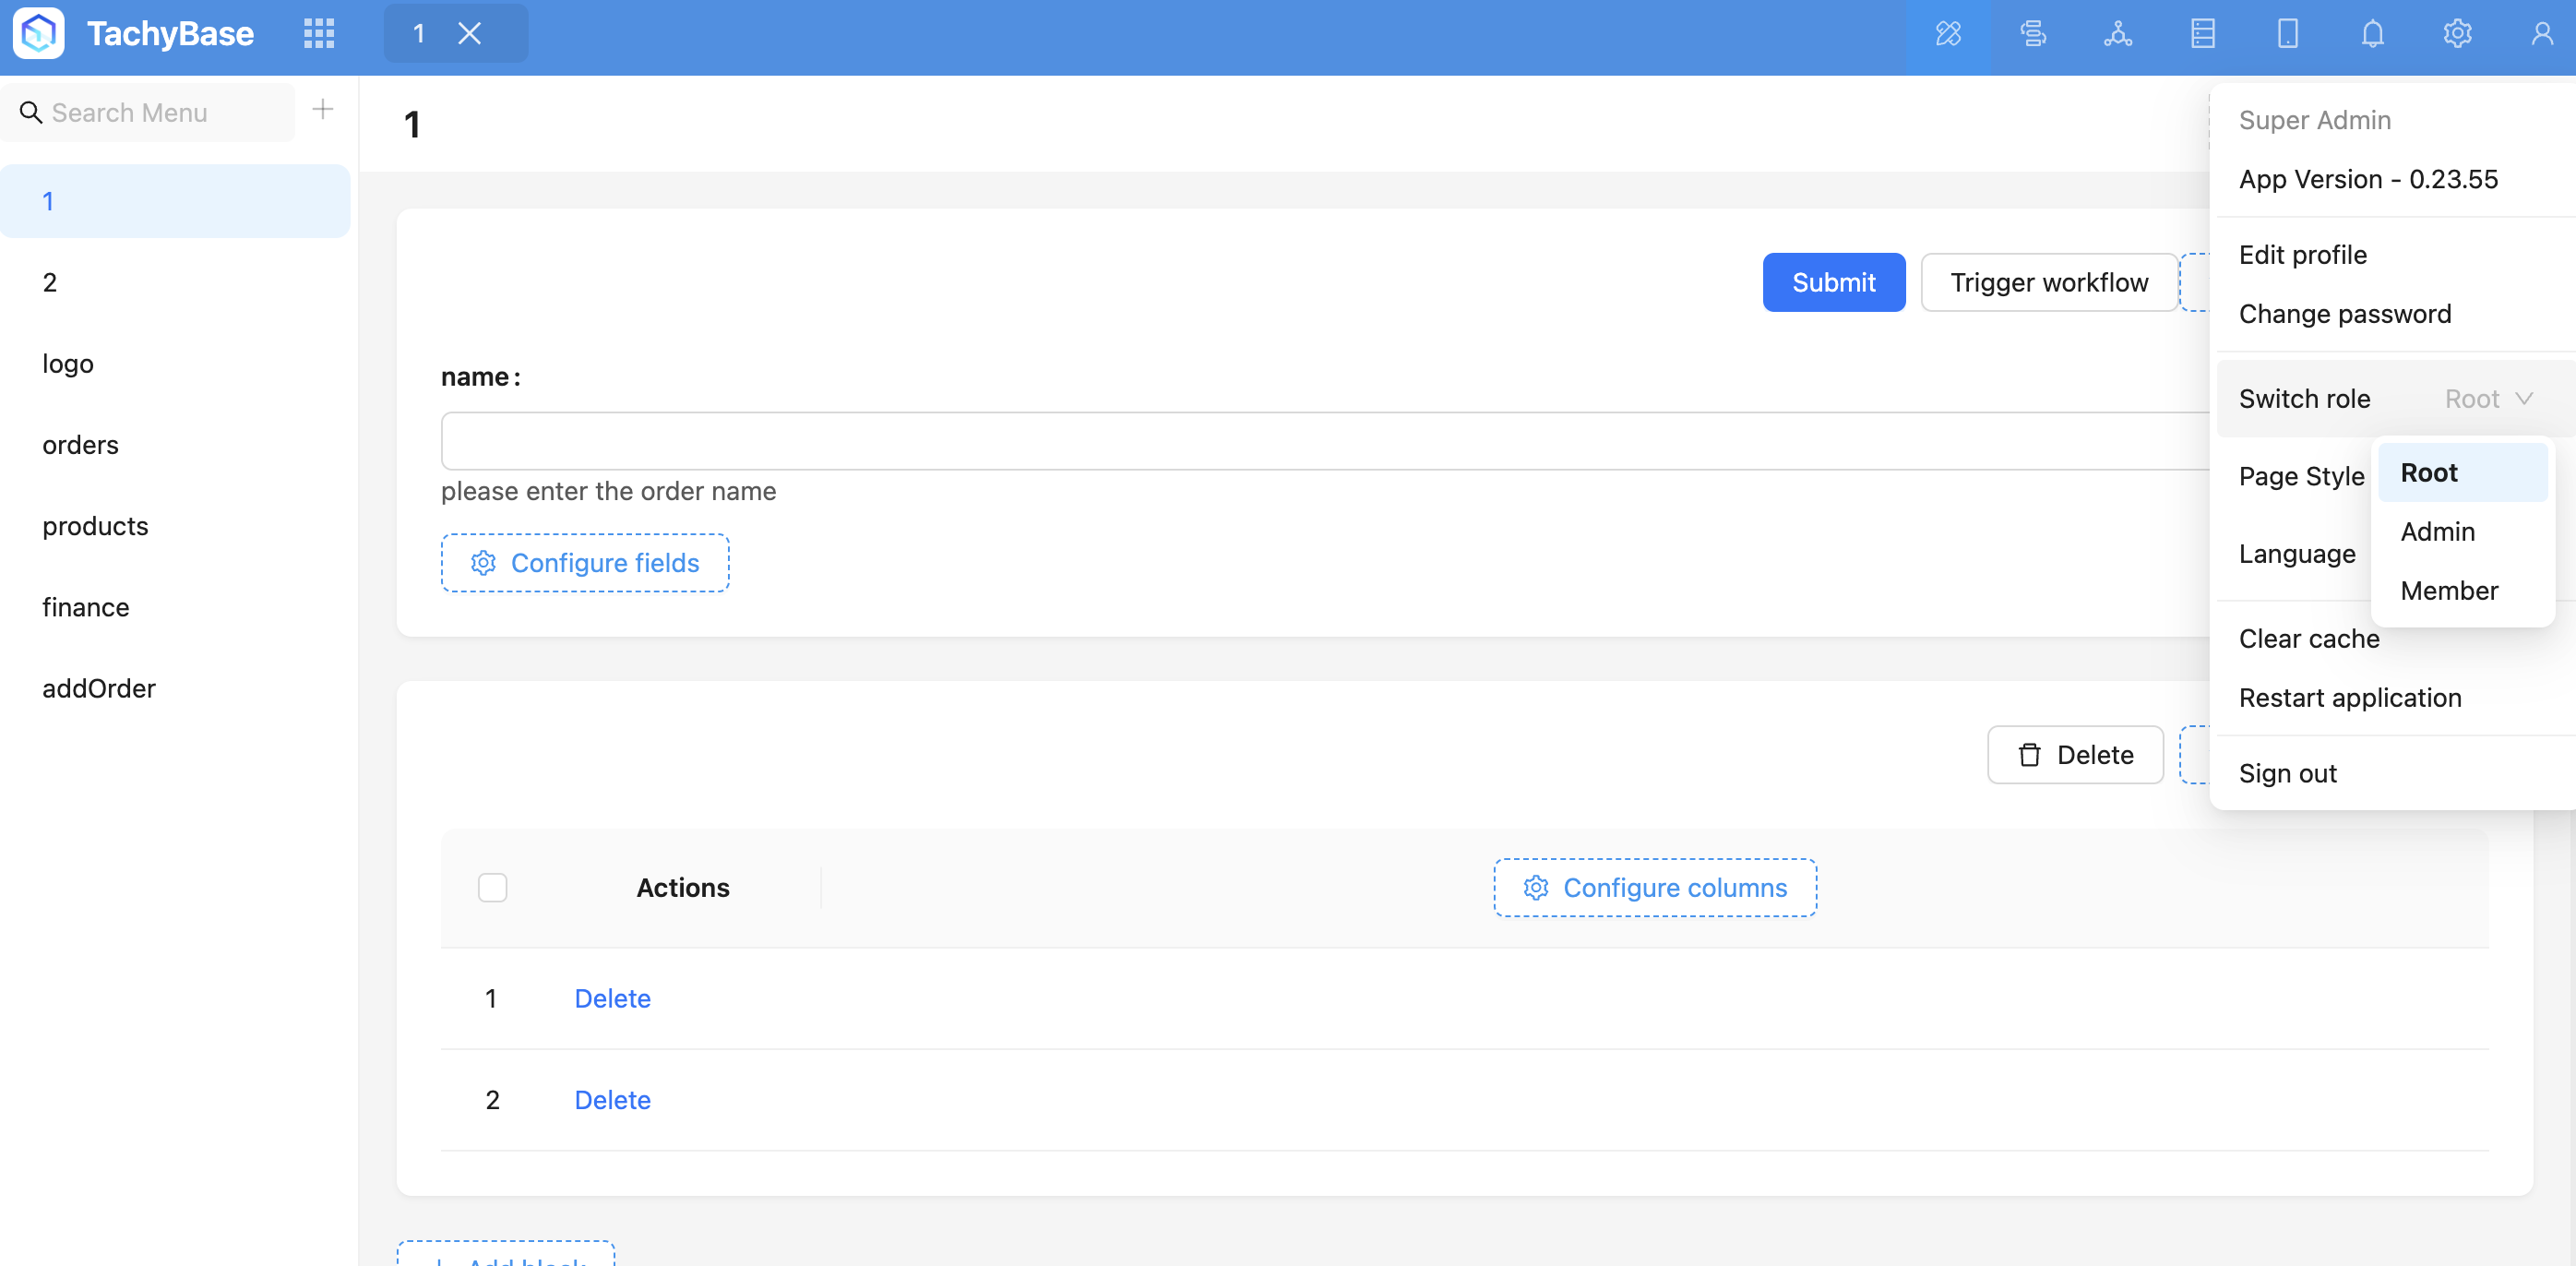 TachyBase
1
Search Menu
1
2
logo
orders
products
finance
addOrder
1
Submit
Trigger workflow
name :
please enter the order name
Configure fields
Delete
Actions
Configure columns
1
Delete
2
Delete
Add block
Super Admin
App Version - 0.23.55
Edit profile
Change password
Switch role
Root
Page Style
Language
Root
Admin
Member
Clear cache
Restart application
Sign out